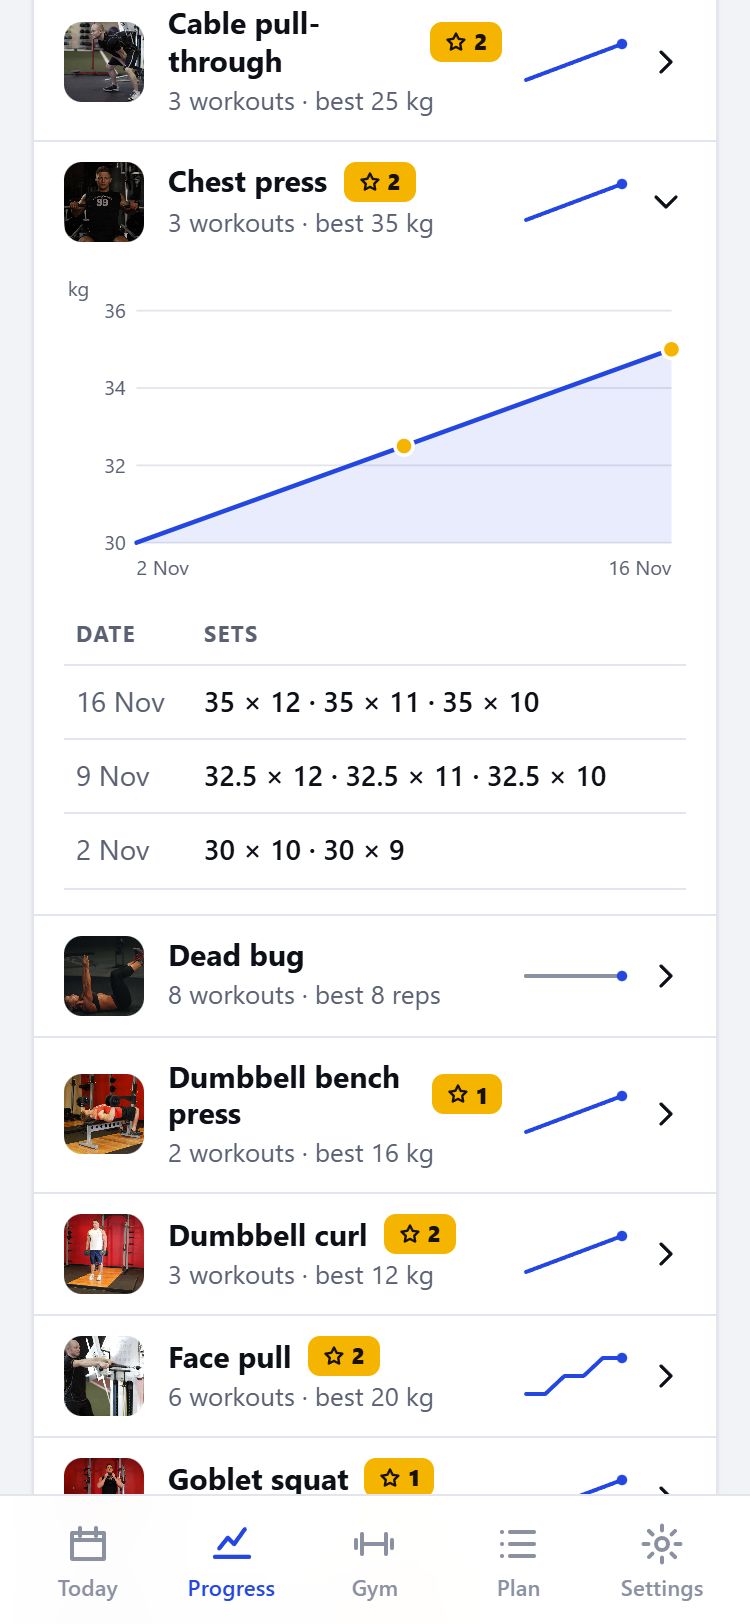 Cable pull-
through
2
3 workouts · best 25 kg
Chest press
2
3 workouts · best 35 kg
kg
36
34
32
30
2 Nov
16 Nov
DATE SETS
16 Nov 35 × 12 · 35 × 11 · 35 × 10
9 Nov 32.5 × 12 · 32.5 × 11 · 32.5 × 10
2 Nov 30 × 10 · 30 × 9
Dead bug
8 workouts · best 8 reps
Dumbbell bench
press
1
2 workouts · best 16 kg
Dumbbell curl
2
3 workouts · best 12 kg
Face pull
2
6 workouts · best 20 kg
Goblet squat
1
Today Progress Gym Plan Settings